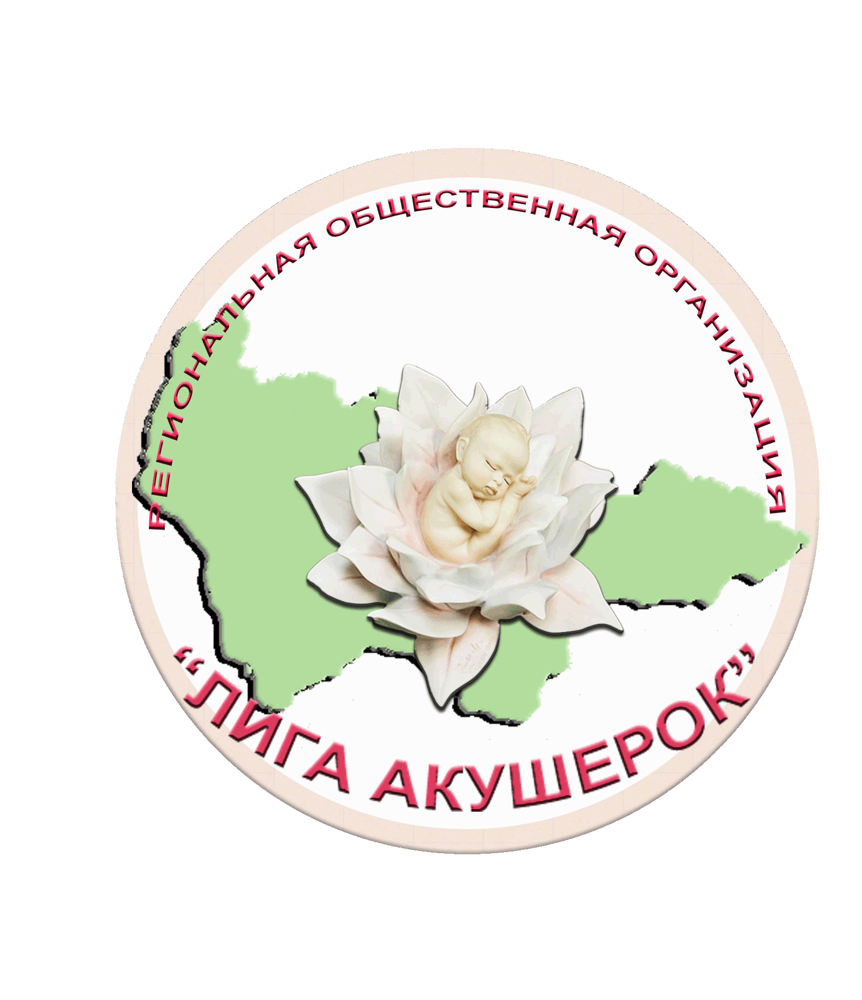 РЕГИОНАЛЬНАЯ ОБЩЕСТВЕННАЯ ОРГАНИЗАЦИЯ
“ЛИГА АКУШЕРОК”